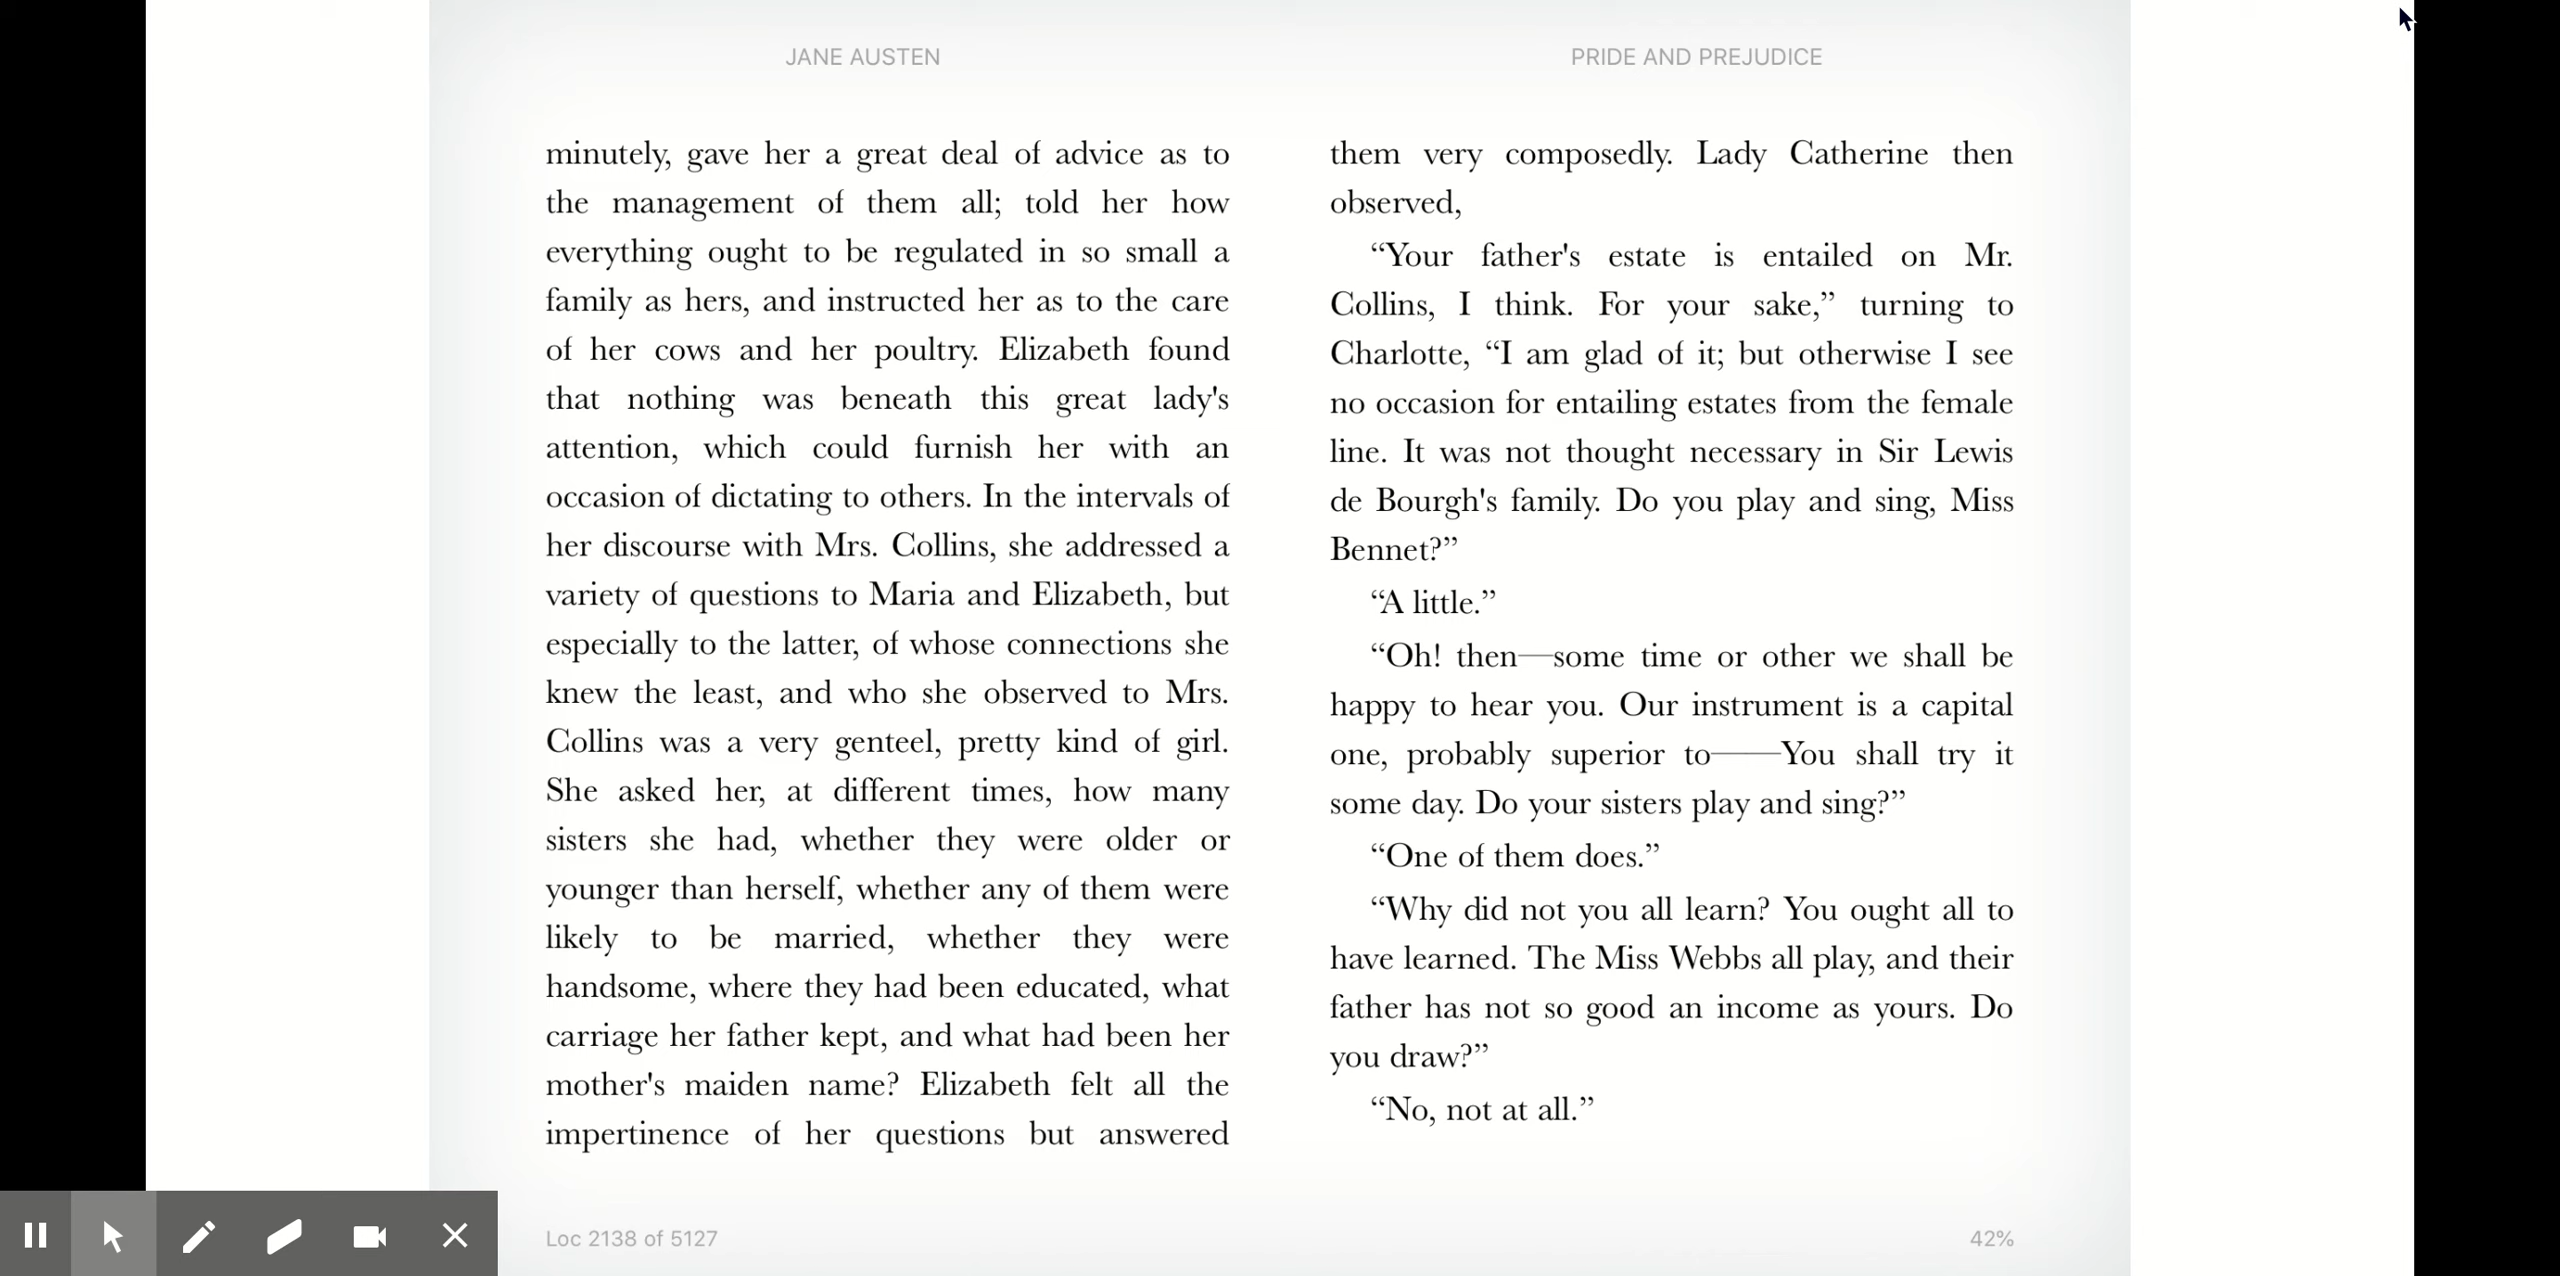 JANE AUSTEN
minutely, gave her a great deal of advice as to
the management of them all; told her how
everything ought to be regulated in so small a
family as hers, and instructed her as to the care
of her cows and her poultry. Elizabeth found
that nothing was beneath this great lady's
attention, which could furnish her with an
occasion of dictating to others. In the intervals of
her discourse with Mrs. Collins, she addressed a
variety of questions to Maria and Elizabeth, but
especially to the latter, of whose connections she
knew the least, and who she observed to Mrs.
Collins was a very genteel, pretty kind of girl.
She asked her, at different times, how many
sisters she had, whether they were older or
younger than herself, whether any of them were
likely to be married, whether they were
handsome, where they had been educated, what
carriage her father kept, and what had been her
mother's maiden name? Elizabeth felt all the
impertinence of her questions but answered
Loc 2138 of 5127
PRIDE AND PREJUDICE
them very composedly. Lady Catherine then
observed,
“Your father's estate is entailed on Mr.
Collins, I think. For your sake,” turning to
Charlotte, “I am glad of it; but otherwise I see
no occasion for entailing estates from the female
line. It was not thought necessary in Sir Lewis
de Bourgh's family. Do you play and sing, Miss
Bennet?”
“A little.”
“Oh! then—some time or other we shall be
happy to hear you. Our instrument is a capital
one, probably superior to——You shall try it
some day. Do your sisters play and sing?”
“One of them does.”
“Why did not you all learn? You ought all to
have learned. The Miss Webbs all play, and their
father has not so good an income as yours. Do
you draw?”
“No, not at all.”
42%